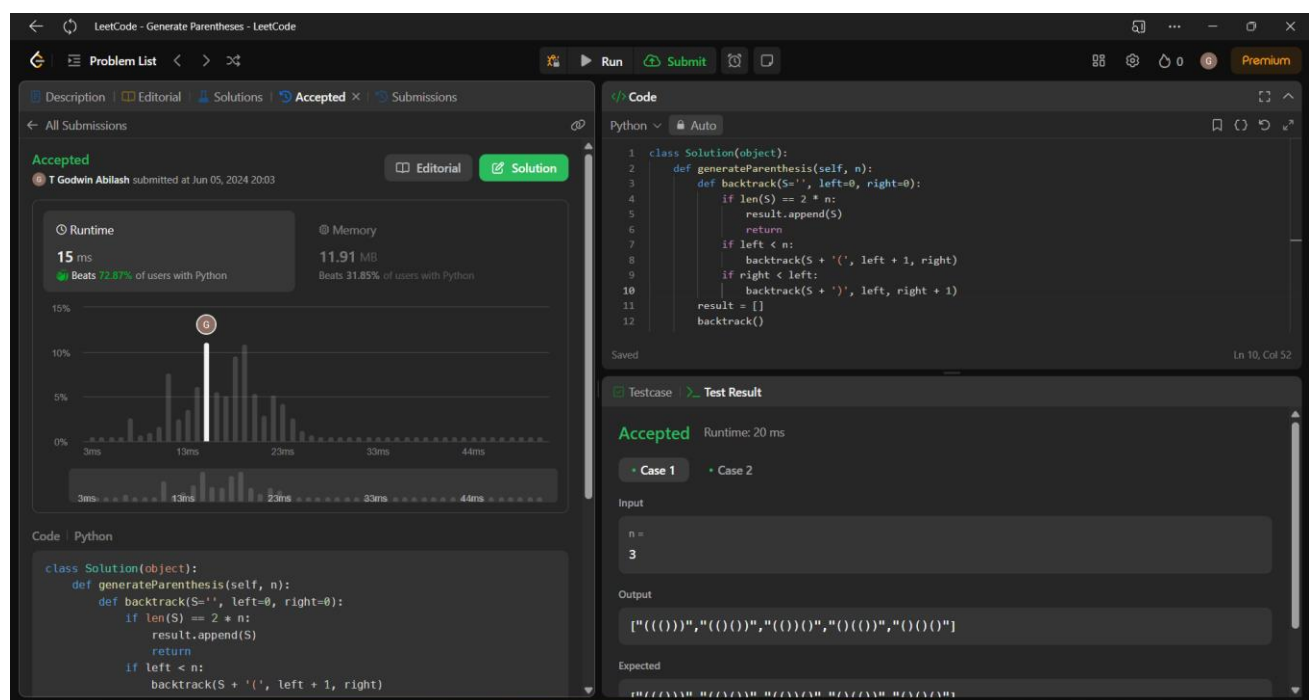 LeetCode - Generate Parentheses - LeetCode
Problem List
Run
Submit
0
G
Premium
Description | Editorial | Solutions | Accepted × | Submissions
← All Submissions
Accepted
G T Godwin Abilash submitted at Jun 05, 2024 20:03
Editorial
Solution
Runtime
15 ms
Beats 72.87% of users with Python
Memory
11.91 MB
Beats 31.85% of users with Python
15%
10%
5%
0%
G
3ms 13ms 23ms 33ms 44ms
3ms 13ms 23ms 33ms 44ms
Code | Python
class Solution(object):
    def generateParenthesis(self, n):
        def backtrack(S='', left=0, right=0):
            if len(S) == 2 * n:
                result.append(S)
                return
            if left < n:
                backtrack(S + '(', left + 1, right)
</> Code
Python
Auto
1 class Solution(object):
2     def generateParenthesis(self, n):
3         def backtrack(S='', left=0, right=0):
4             if len(S) == 2 * n:
5                 result.append(S)
6                 return
7             if left < n:
8                 backtrack(S + '(', left + 1, right)
9             if right < left:
10                 backtrack(S + ')', left, right + 1)
11         result = []
12         backtrack()
Saved
Ln 10, Col 52
Testcase | >_ Test Result
Accepted Runtime: 20 ms
• Case 1 • Case 2
Input
n =
3
Output
["((()))","(()())","(())()","()(())","()()()"]
Expected
["((()))","(()())","(())()","()(())","()()()"]